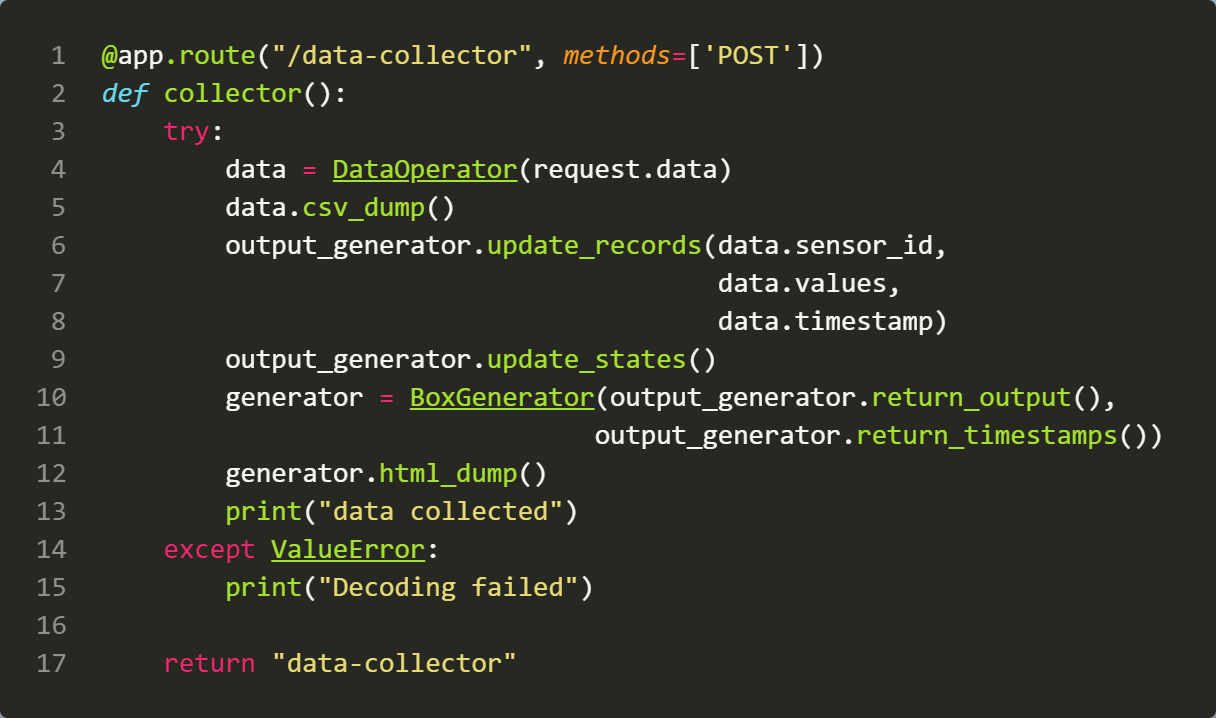 1 @app.route("/data-collector", methods=['POST'])
2 def collector():
3     try:
4         data = DataOperator(request.data)
5         data.csv_dump()
6         output_generator.update_records(data.sensor_id,
7                                         data.values,
8                                         data.timestamp)
9         output_generator.update_states()
10         generator = BoxGenerator(output_generator.return_output(),
11                                 output_generator.return_timestamps())
12         generator.html_dump()
13         print("data collected")
14     except ValueError:
15         print("Decoding failed")
16
17     return "data-collector"